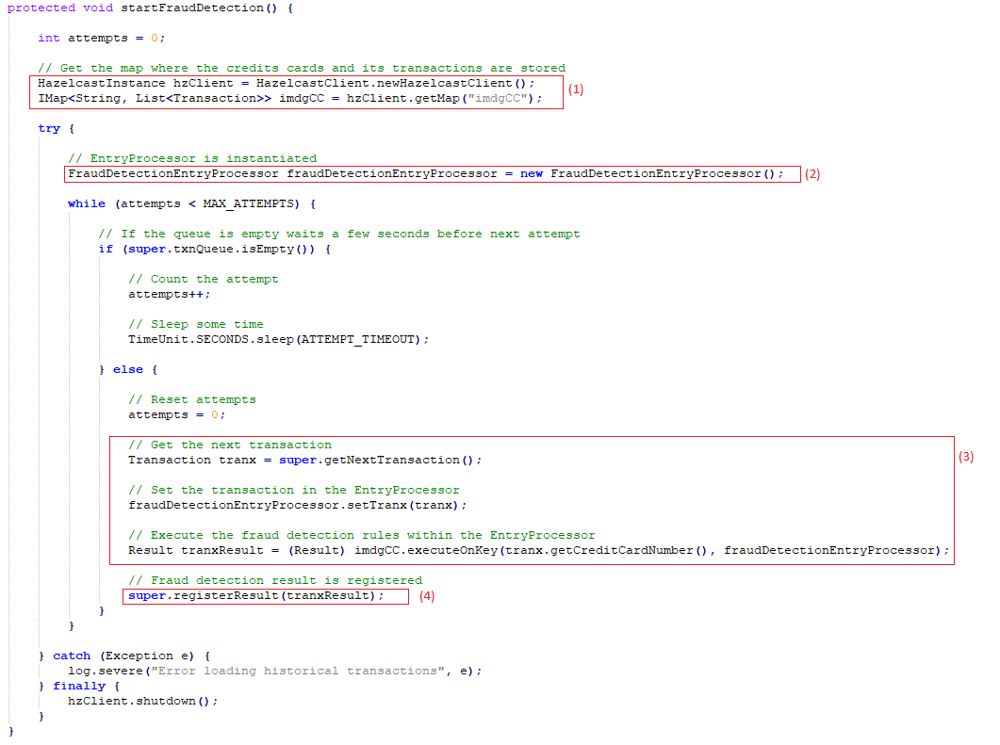 protected void startFraudDetection() {
int attempts = 0;
// Get the map where the credits cards and its transactions are stored
HazelcastInstance hzClient = HazelcastClient.newHazelcastClient();
IMap<String, List<Transaction>> imdgCC = hzClient.getMap("imdgCC");
(1)
try {
// EntryProcessor is instantiated
FraudDetectionEntryProcessor fraudDetectionEntryProcessor = new FraudDetectionEntryProcessor();
(2)
while (attempts < MAX_ATTEMPTS) {
// If the queue is empty waits a few seconds before next attempt
if (super.txnQueue.isEmpty()) {
// Count the attempt
attempts++;
// Sleep some time
TimeUnit.SECONDS.sleep(ATTEMPT_TIMEOUT);
} else {
// Reset attempts
attempts = 0;
// Get the next transaction
Transaction tranx = super.getNextTransaction();
(3)
// Set the transaction in the EntryProcessor
fraudDetectionEntryProcessor.setTranx(tranx);
// Execute the fraud detection rules within the EntryProcessor
Result tranxResult = (Result) imdgCC.executeOnKey(tranx.getCreditCardNumber(), fraudDetectionEntryProcessor);
// Fraud detection result is registered
super.registerResult(tranxResult);
(4)
}
}
} catch (Exception e) {
log.severe("Error loading historical transactions", e);
} finally {
hzClient.shutdown();
}
}